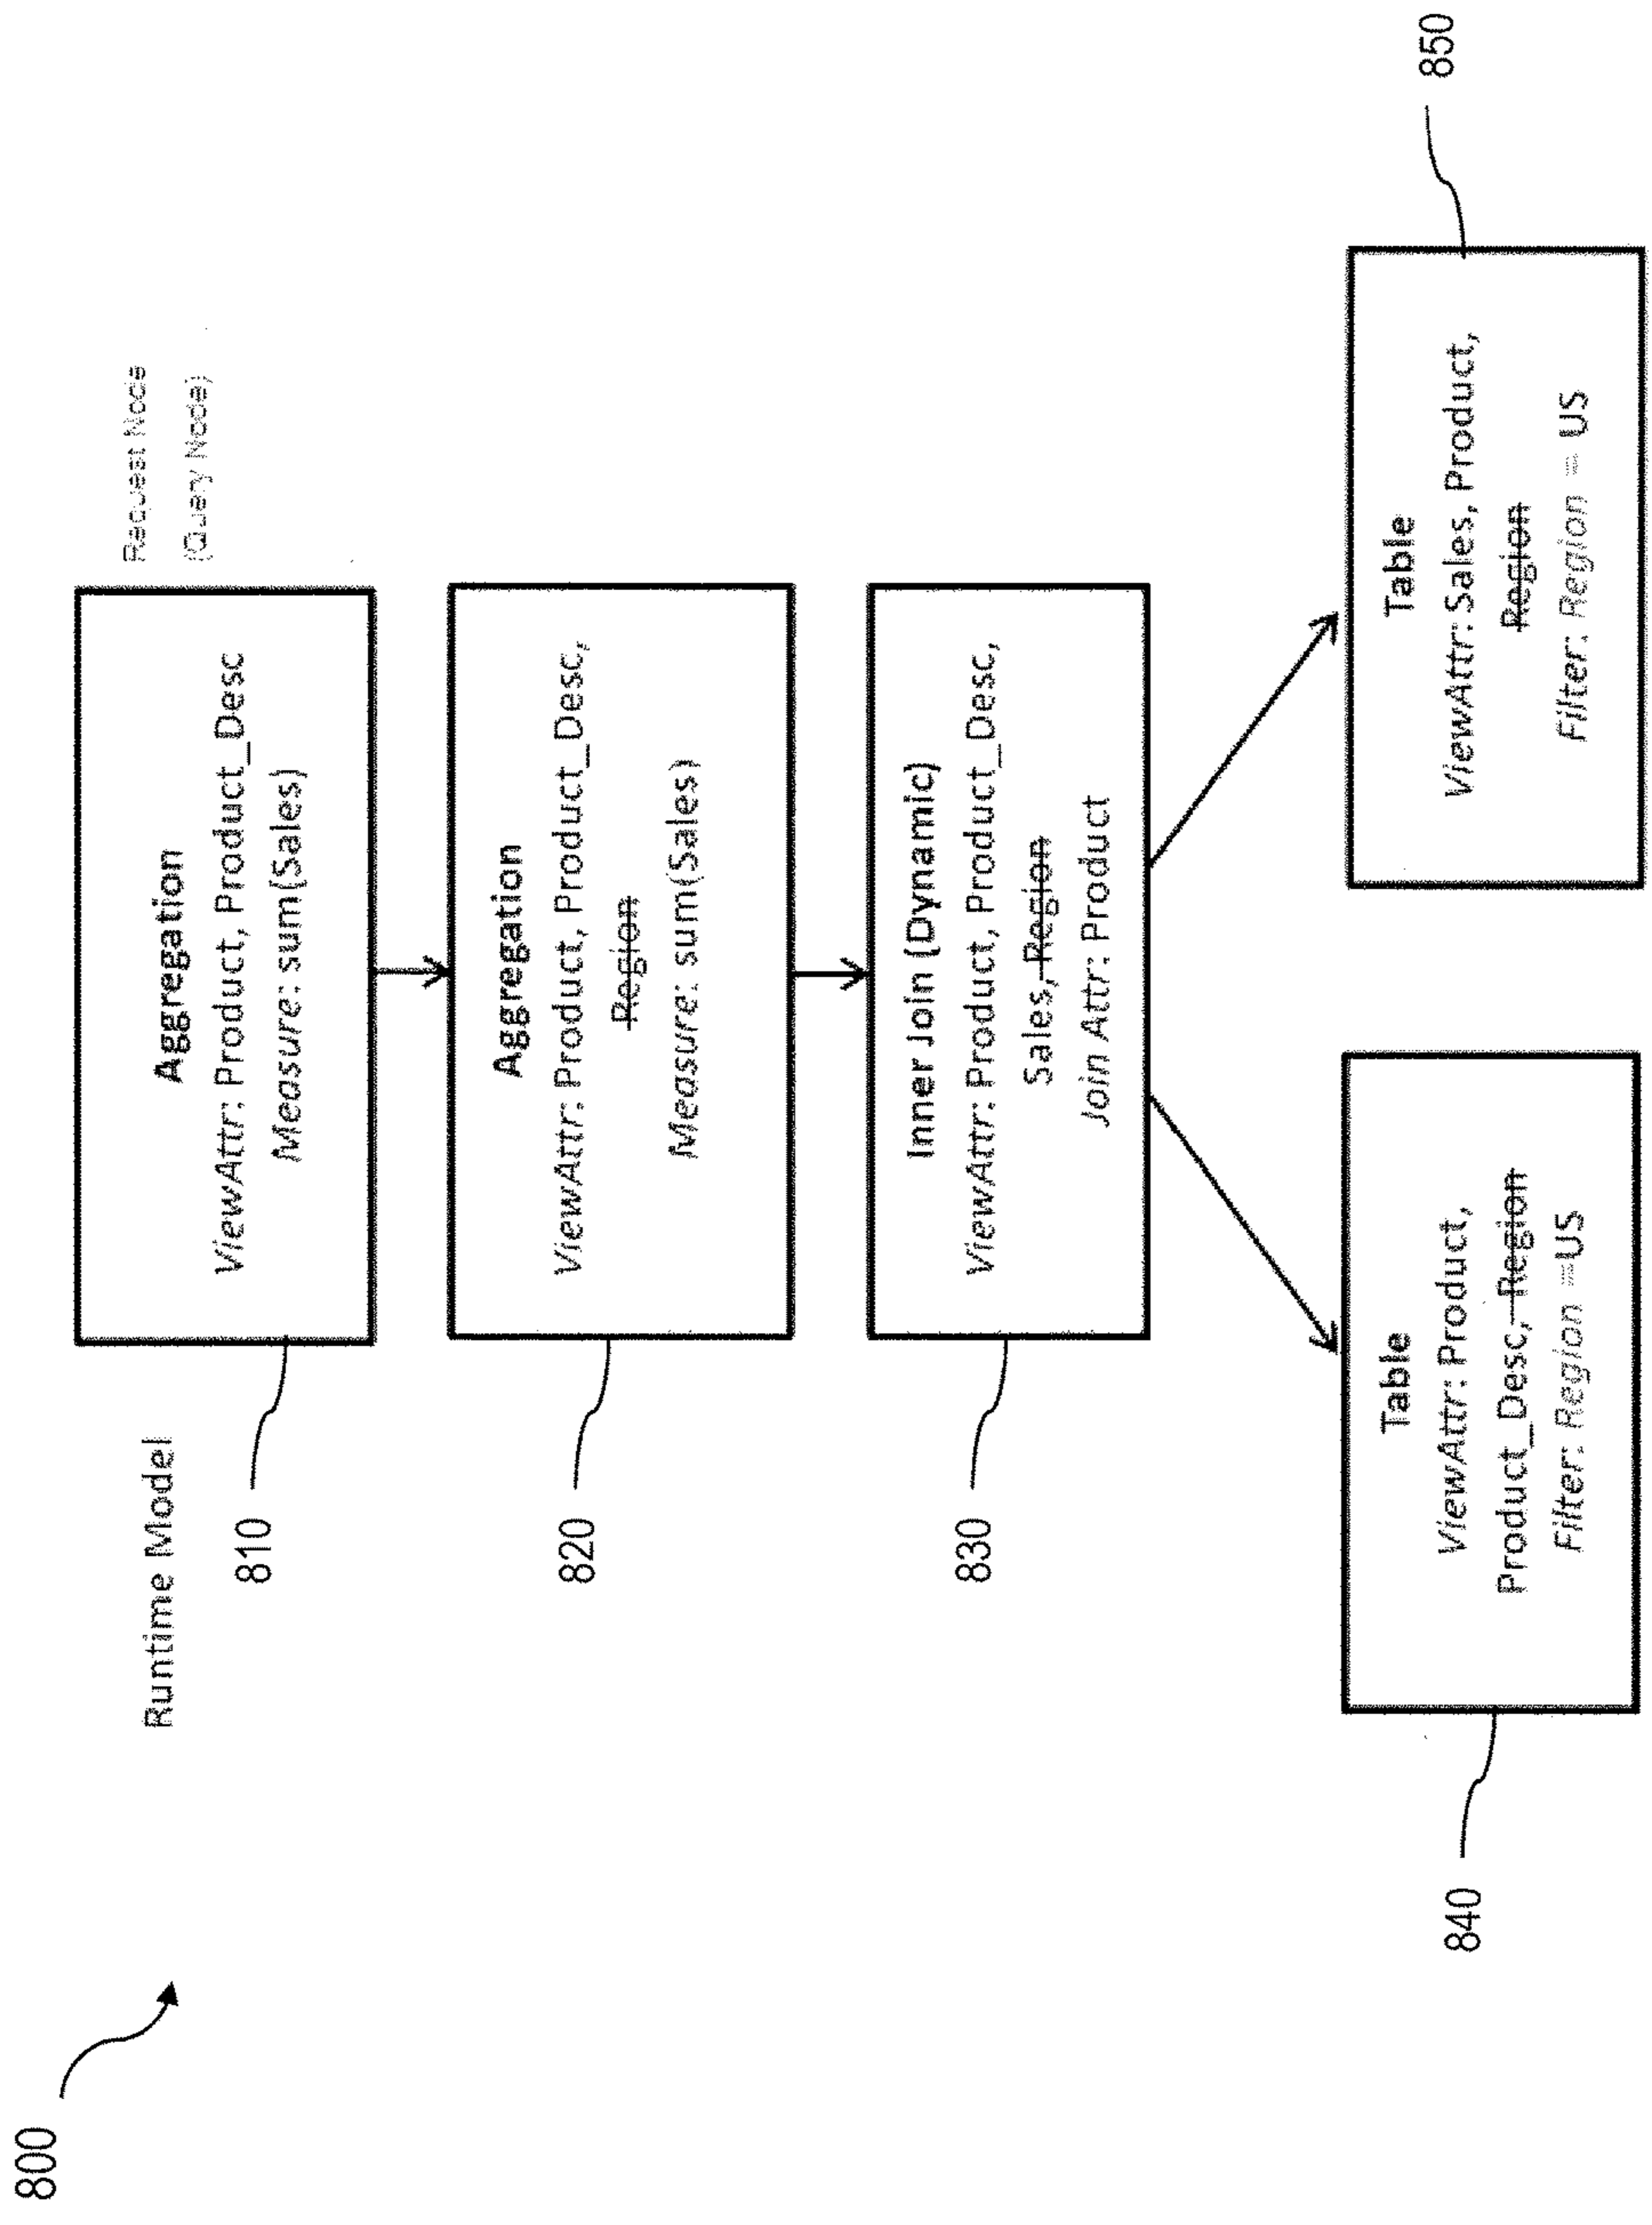 800
Runtime Model
Request Node
(Query Node)
810
Aggregation
ViewAttr: Product, Product_Desc
Measure: sum(Sales)
820
Aggregation
ViewAttr: Product, Product_Desc,
Region
Measure: sum(Sales)
830
Inner Join (Dynamic)
ViewAttr: Product, Product_Desc,
Sales, Region
Join Attr: Product
840
Table
ViewAttr: Product,
Product_Desc, Region
Filter: Region =US
850
Table
ViewAttr: Sales, Product,
Region
Filter: Region = US